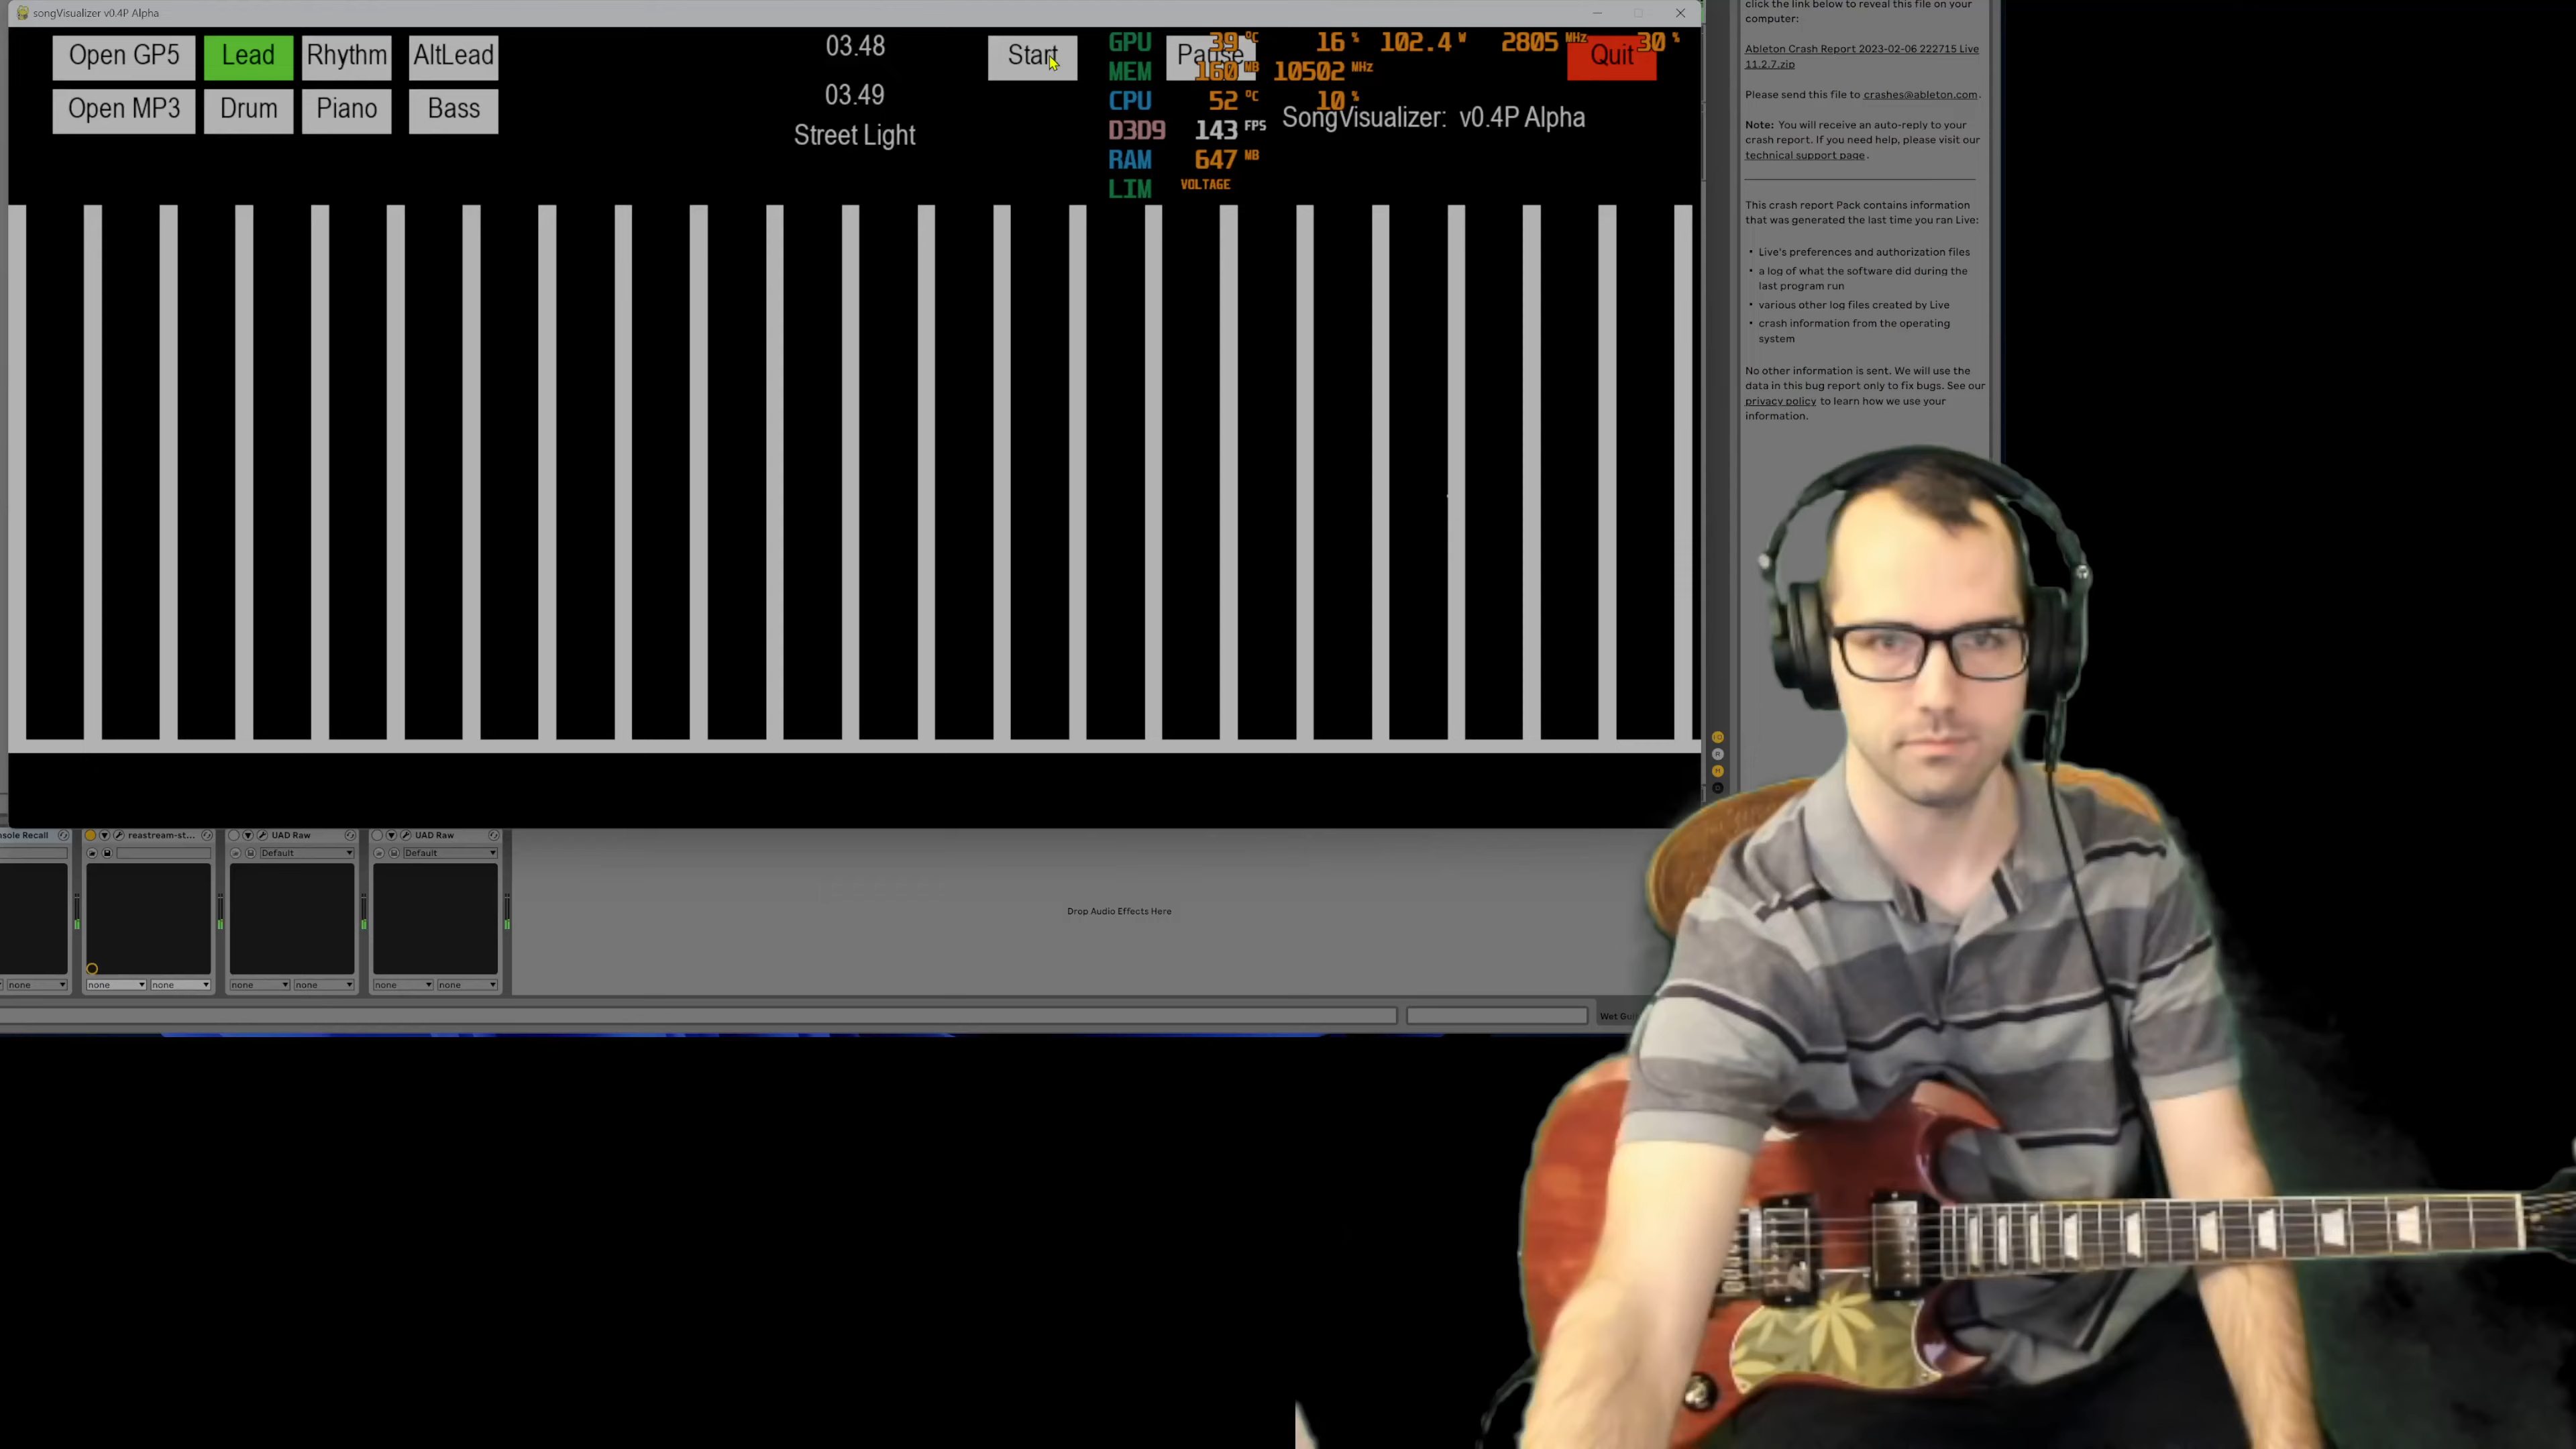 songVisualizer v0.4P Alpha
Open GP5
Lead
Rhythm
AltLead
Open MP3
Drum
Piano
Bass
03.48
03.49
Street Light
Start
Pause
Quit
GPU 39 °C 16 % 102.4 W 2805 MHz 30 %
MEM 160 MB 10502 MHz
CPU 52 °C 10 %
D3D9 143 FPS
RAM 647 MB
LIM VOLTAGE
SongVisualizer: v0.4P Alpha
click the link below to reveal this file on your
computer:
Ableton Crash Report 2023-02-06 222715 Live
11.2.7.zip
Please send this file to crashes@ableton.com.
Note: You will receive an auto-reply to your
crash report. If you need help, please visit our
technical support page.
This crash report Pack contains information
that was generated the last time you ran Live:
• Live's preferences and authorization files
• a log of what the software did during the
last program run
• various other log files created by Live
• crash information from the operating
system
No other information is sent. We will use the
data in this bug report only to fix bugs. See our
privacy policy to learn how we use your
information.
nsole Recall
reastream-st...
UAD Raw
UAD Raw
Default
Default
Drop Audio Effects Here
none
none
none
none
none
none
none
Wet Gui